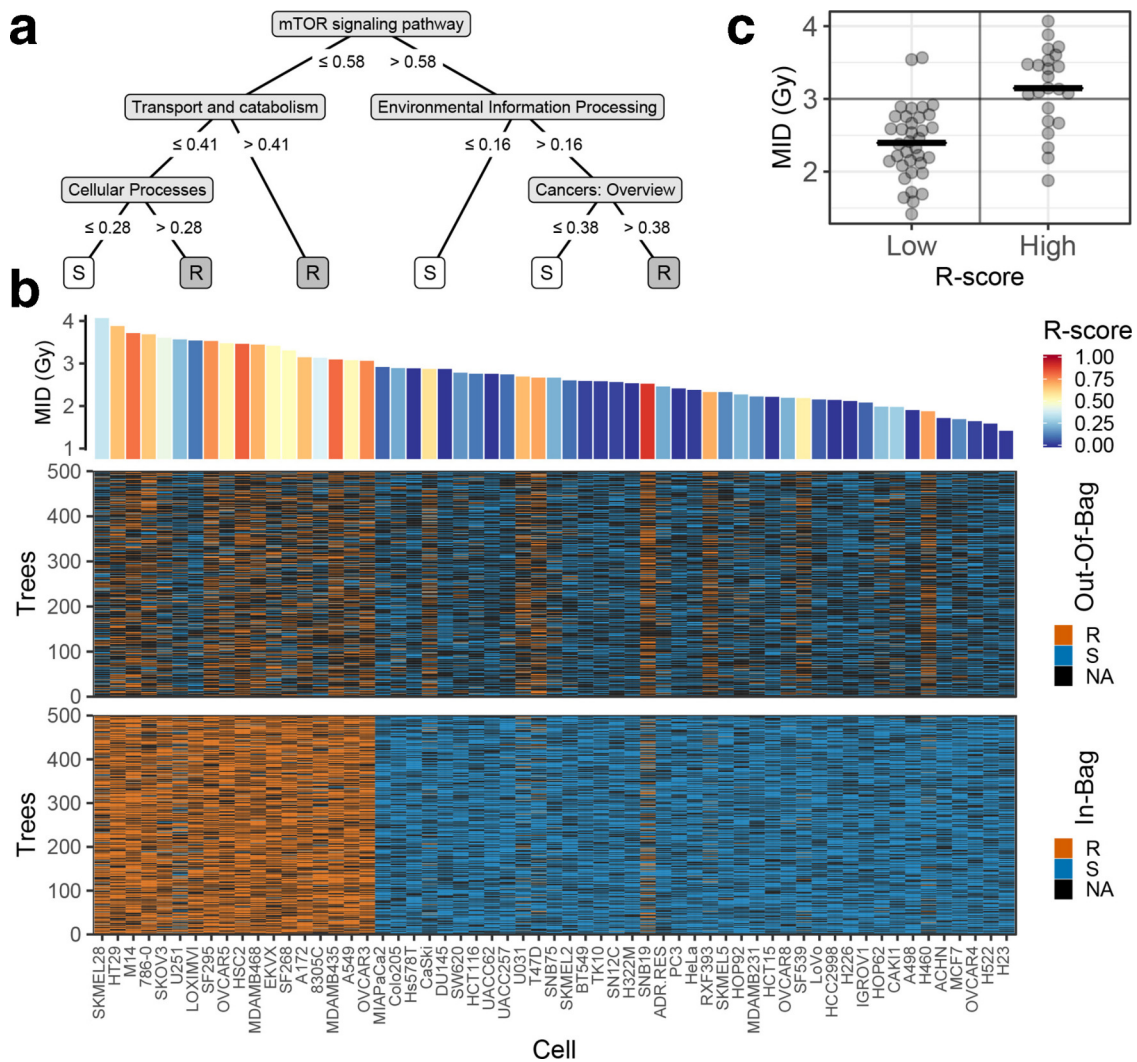 a
mTOR signaling pathway
≤ 0.58 > 0.58
Transport and catabolism Environmental Information Processing
≤ 0.41 > 0.41 ≤ 0.16 > 0.16
Cellular Processes Cancers: Overview
≤ 0.28 > 0.28 ≤ 0.38 > 0.38
S R R S S R
c
MID (Gy)
4
3
2
Low High
R-score
b
MID (Gy)
4
3
2
1
R-score
1.00
0.75
0.50
0.25
0.00
Trees
500
400
300
200
100
0
Out-Of-Bag
R
S
NA
Trees
500
400
300
200
100
0
In-Bag
R
S
NA
SKMEL28
HT29
M14
786-0
SKOV3
U251
LOXIMVI
SF295
OVCAR5
HSC2
MDAMB468
EKVX
SF268
A172
8305C
MDAMB435
A549
OVCAR3
MIAPaCa2
Colo205
Hs578T
CaSki
DU145
SW620
HCT116
UACC62
UACC257
U031
T47D
SNB75
SKMEL2
BT549
TK10
SN12C
H322M
SNB19
ADR.RES
PC3
HeLa
RXF393
SKMEL5
HOP92
MDAMB231
HCT15
OVCAR8
SF539
LoVo
HCC2998
H226
IGROV1
HOP62
CAKI1
A498
H460
ACHN
MCF7
OVCAR4
H522
H23
Cell